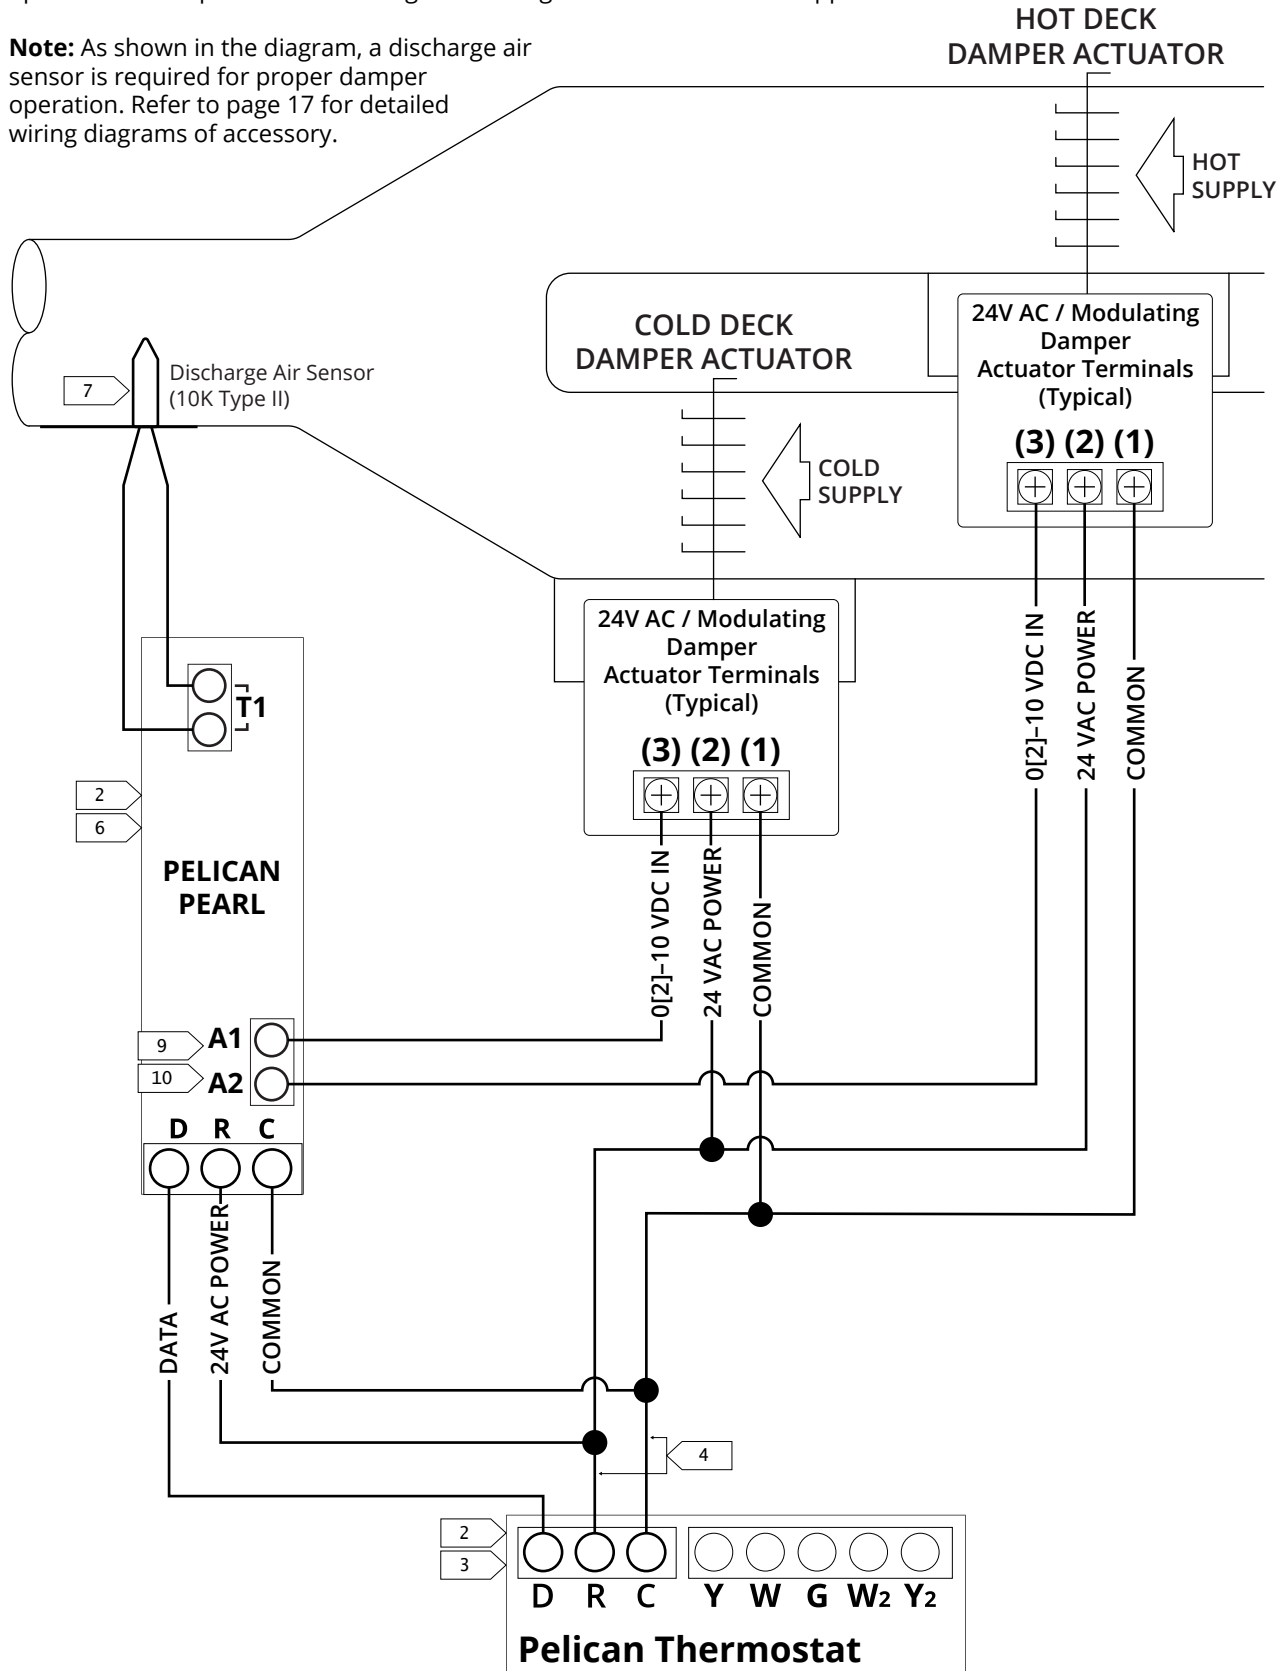 Note: As shown in the diagram, a discharge air
sensor is required for proper damper
operation. Refer to page 17 for detailed
wiring diagrams of accessory.
HOT DECK
DAMPER ACTUATOR
HOT
SUPPLY
24V AC / Modulating
Damper
Actuator Terminals
(Typical)
(3) (2) (1)
COLD DECK
DAMPER ACTUATOR
COLD
SUPPLY
7
Discharge Air Sensor
(10K Type II)
24V AC / Modulating
Damper
Actuator Terminals
(Typical)
(3) (2) (1)
0[2]–10 VDC IN
24 VAC POWER
COMMON
0[2]–10 VDC IN
24 VAC POWER
COMMON
T1
2
6
PELICAN
PEARL
9
A1
10
A2
D R C
DATA
24V AC POWER
COMMON
4
2
3
D R C Y W G W2 Y2
Pelican Thermostat